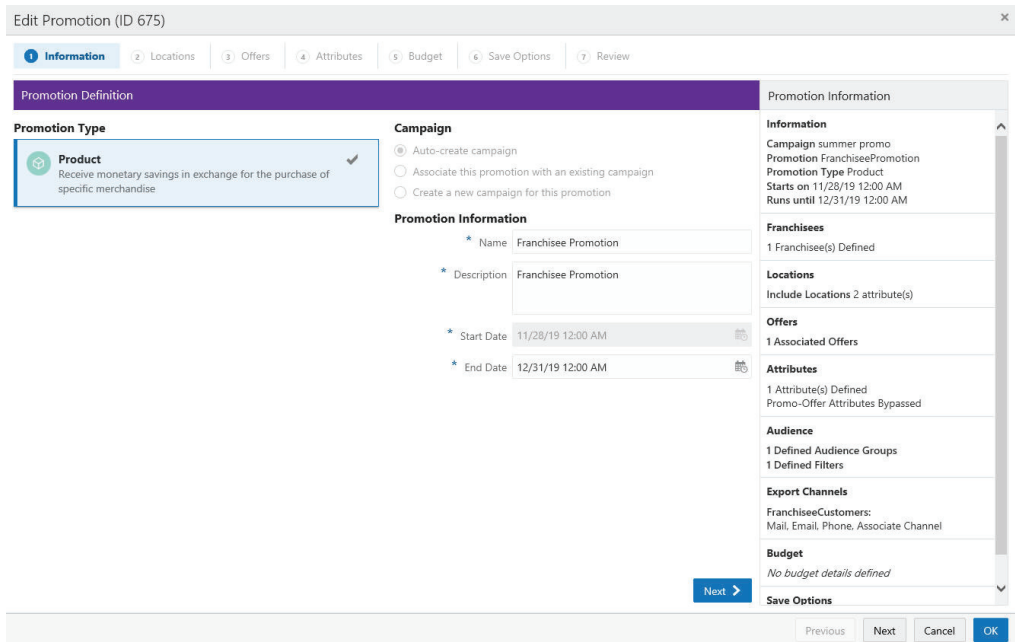 Edit Promotion (ID 675)
1 Information 2 Locations 3 Offers 4 Attributes 5 Budget 6 Save Options 7 Review
Promotion Definition
Promotion Type
Product
Receive monetary savings in exchange for the purchase of
specific merchandise
Campaign
Auto-create campaign
Associate this promotion with an existing campaign
Create a new campaign for this promotion
Promotion Information
* Name Franchisee Promotion
* Description Franchisee Promotion
* Start Date 11/28/19 12:00 AM
* End Date 12/31/19 12:00 AM
Next
Promotion Information
Information
Campaign summer promo
Promotion FranchiseePromotion
Promotion Type Product
Starts on 11/28/19 12:00 AM
Runs until 12/31/19 12:00 AM
Franchisees
1 Franchisee(s) Defined
Locations
Include Locations 2 attribute(s)
Offers
1 Associated Offers
Attributes
1 Attribute(s) Defined
Promo-Offer Attributes Bypassed
Audience
1 Defined Audience Groups
1 Defined Filters
Export Channels
FranchiseeCustomers:
Mail, Email, Phone, Associate Channel
Budget
No budget details defined
Save Options
Previous Next Cancel OK